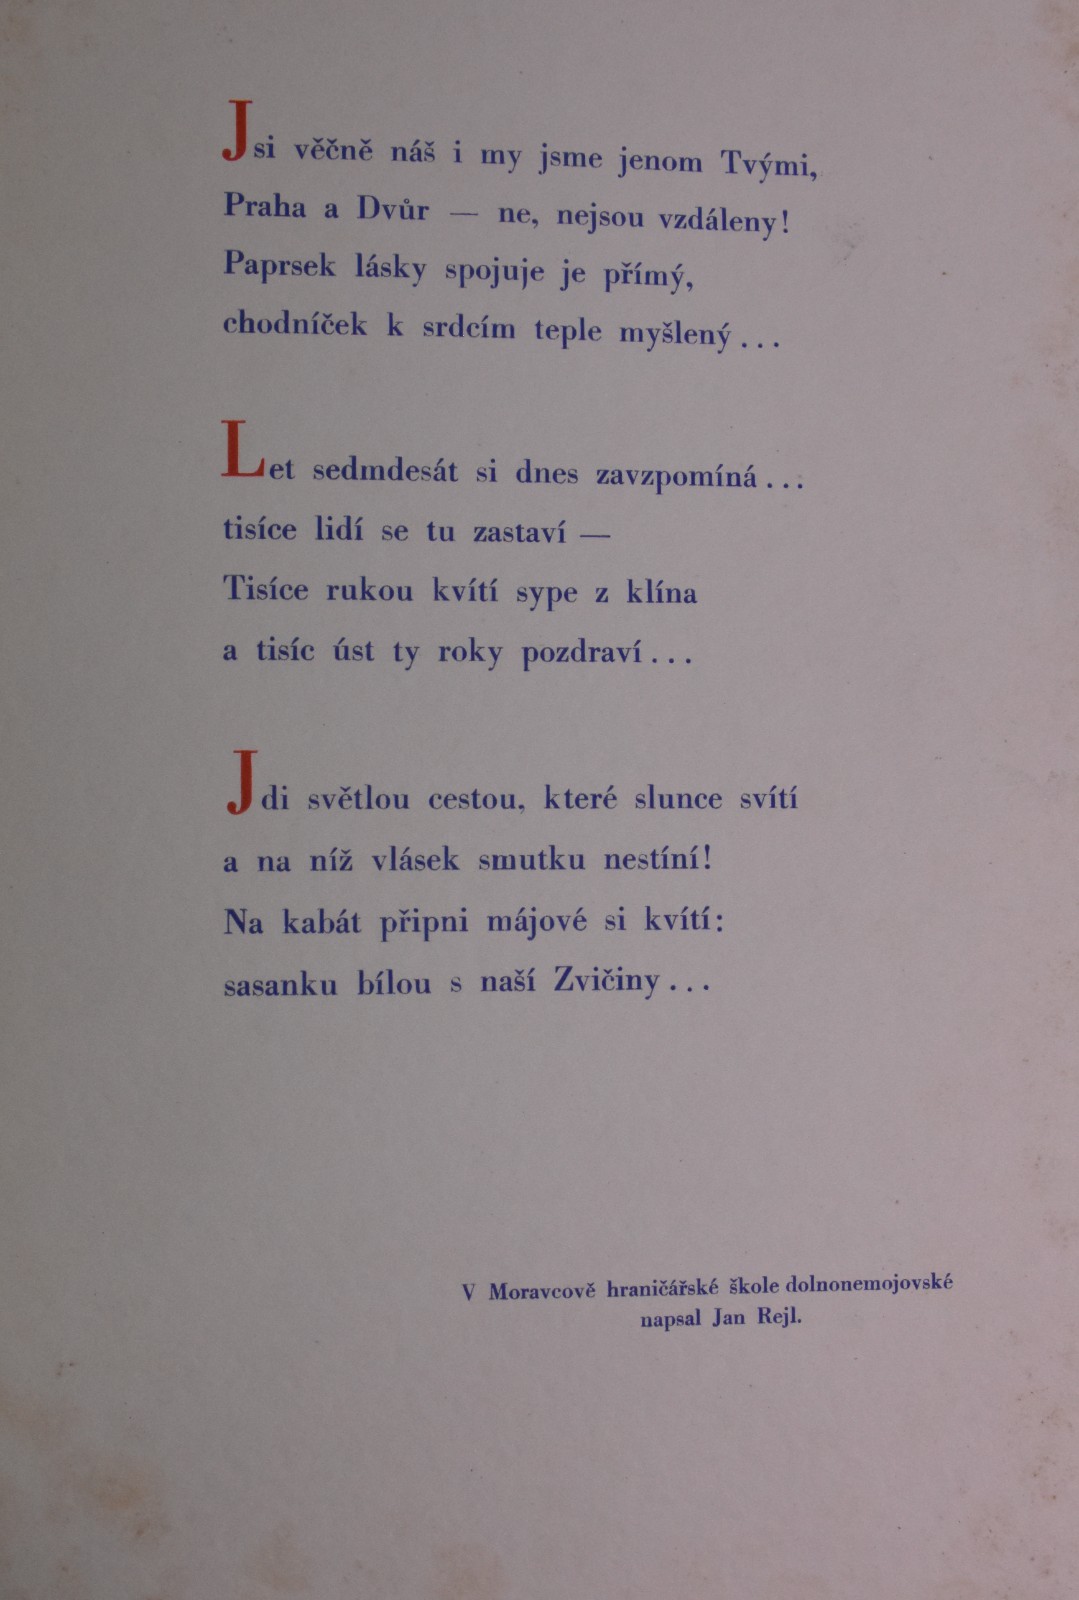 Jsi věčně náš i my jsme jenom Tvými,
Praha a Dvůr — ne, nejsou vzdáleny!
Paprsek lásky spojuje je přímý,
chodníček k srdcím teple myšlený...
Let sedmdesát si dnes zavzpomíná...
tisíce lidí se tu zastaví —
Tisíce rukou kvítí sype z klína
a tisíc úst ty roky pozdraví...
Jdi světlou cestou, které slunce svítí
a na níž vlásek smutku nestíní!
Na kabát připni májové si kvítí:
sasanku bílou s naší Zvičiny...
V Moravcově hraničářské škole dolnonemojovské
napsal Jan Rejl.